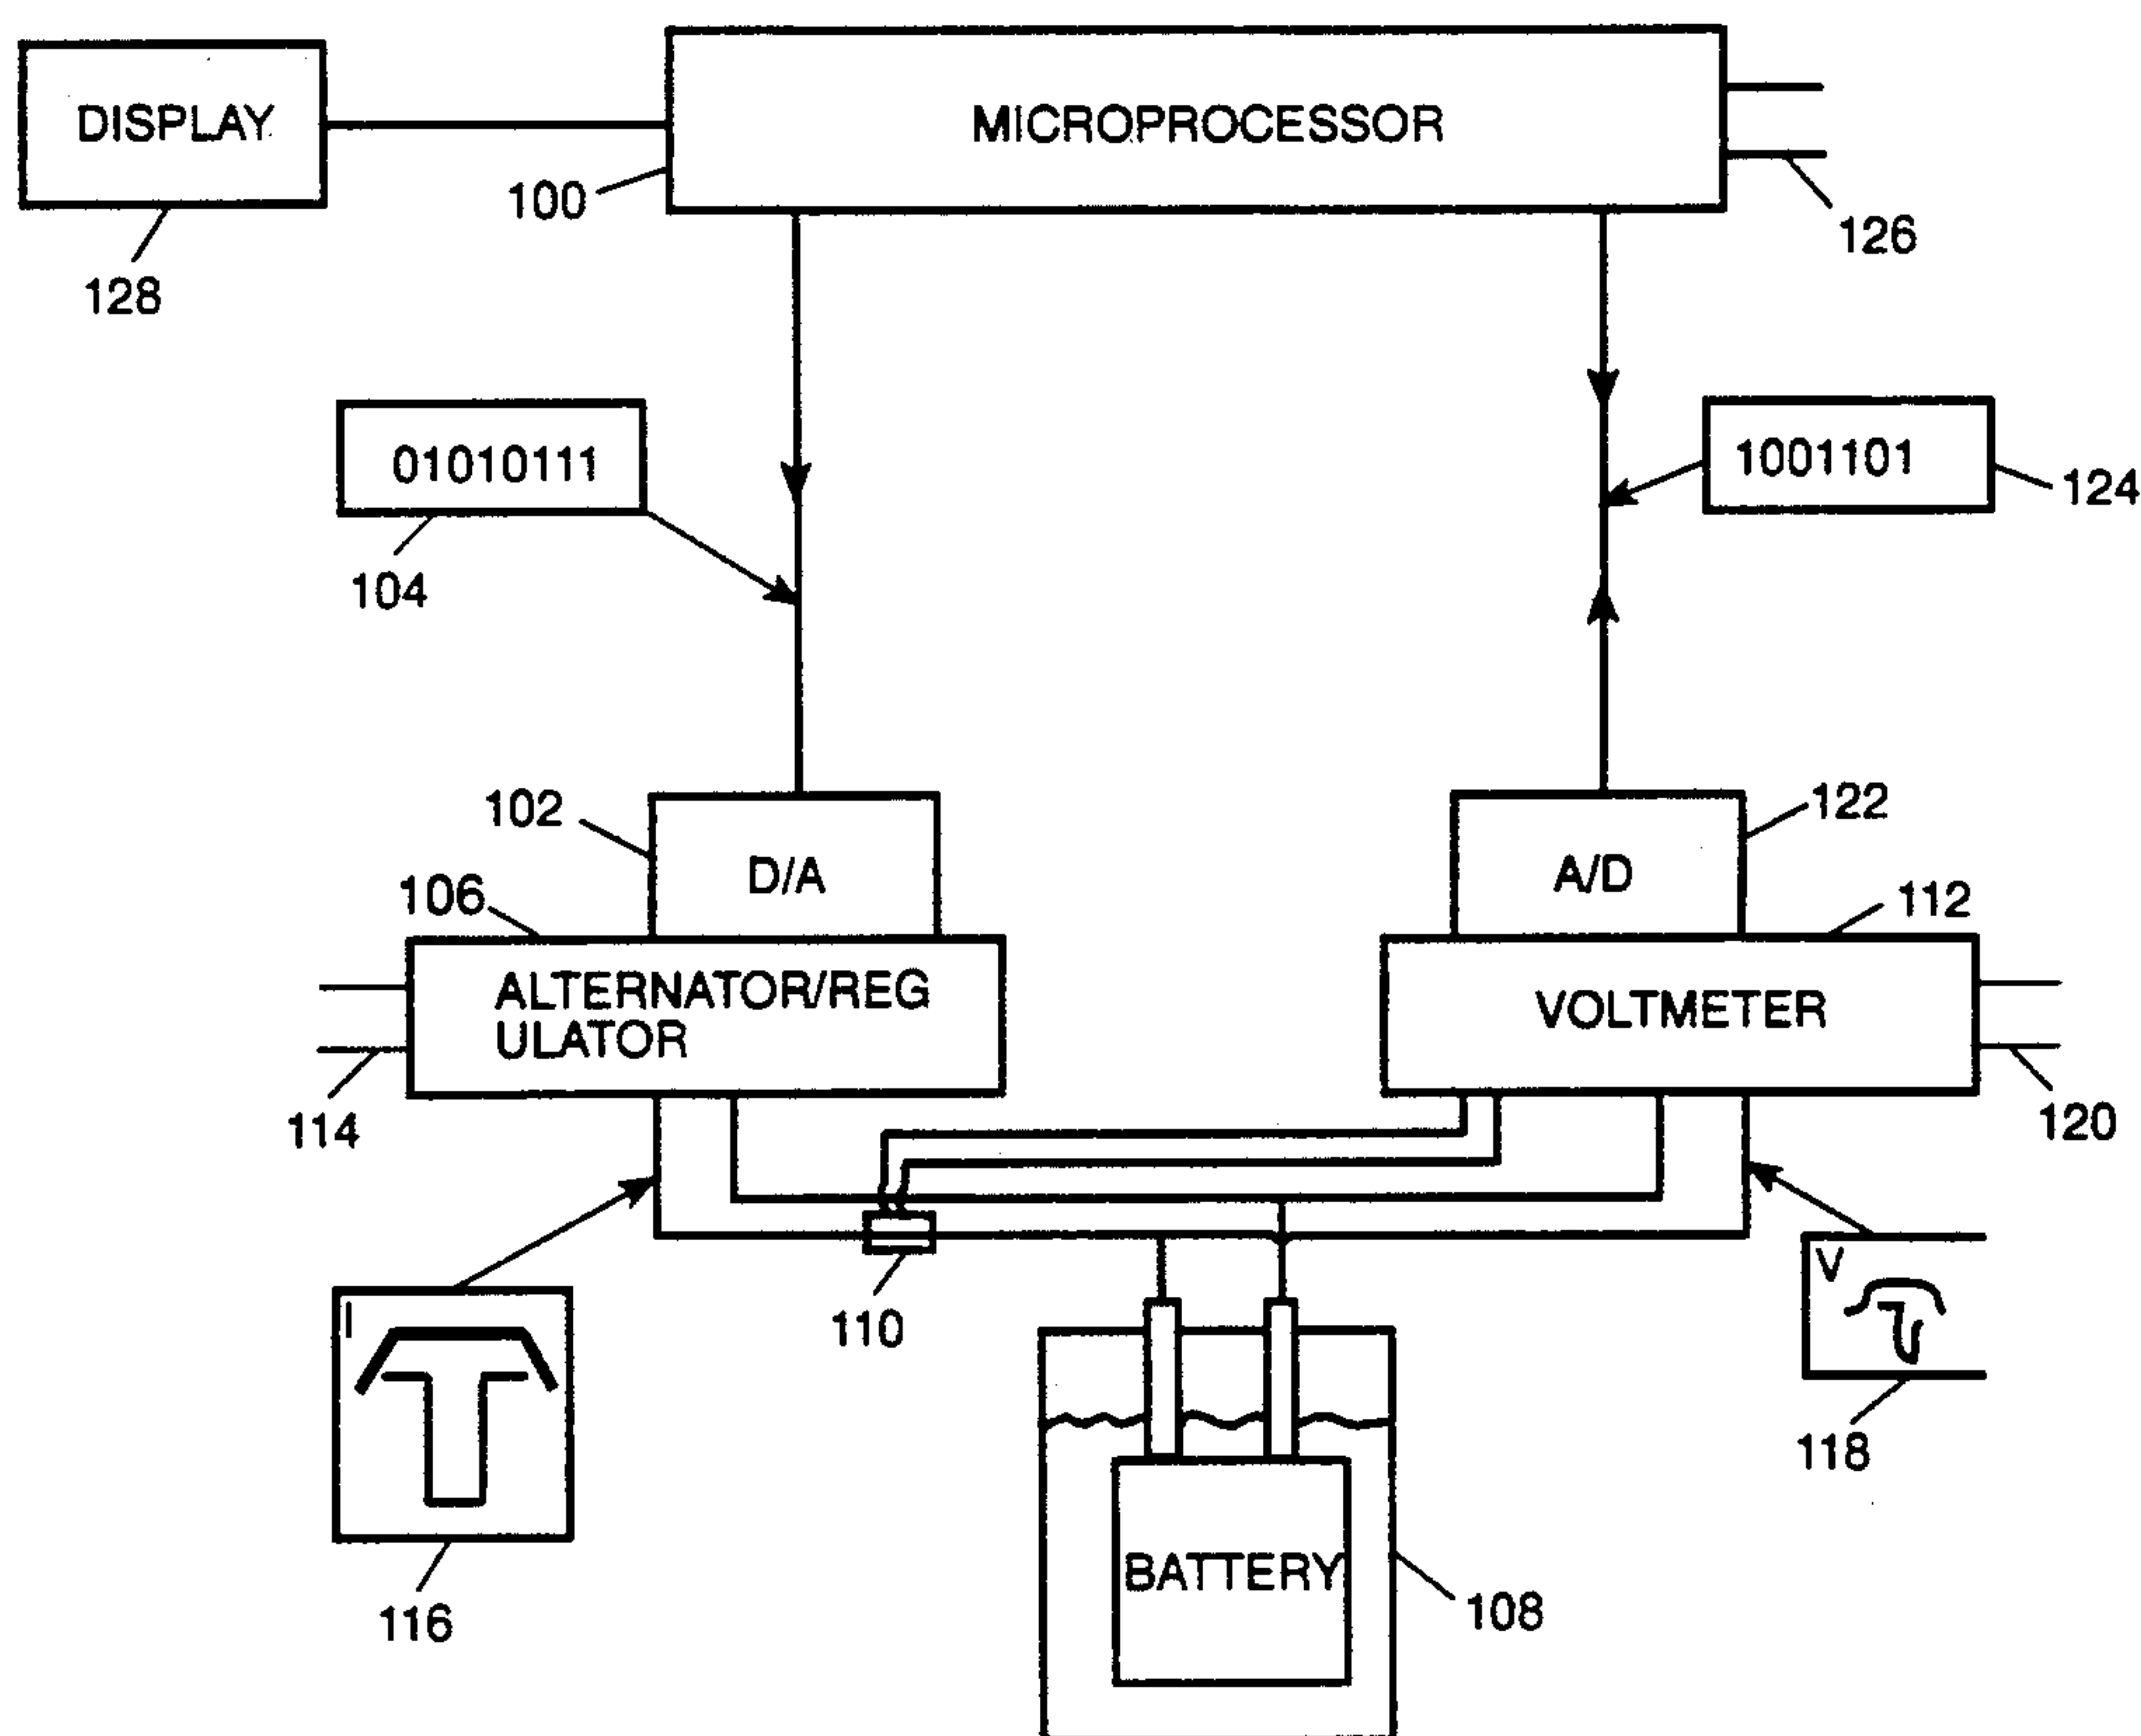 DISPLAY
MICROPROCESSOR
100
126
128
01010111
1001101
124
104
102
D/A
122
A/D
106
112
ALTERNATOR/REG
ULATOR
VOLTMETER
114
120
I
110
V
118
BATTERY
116
108